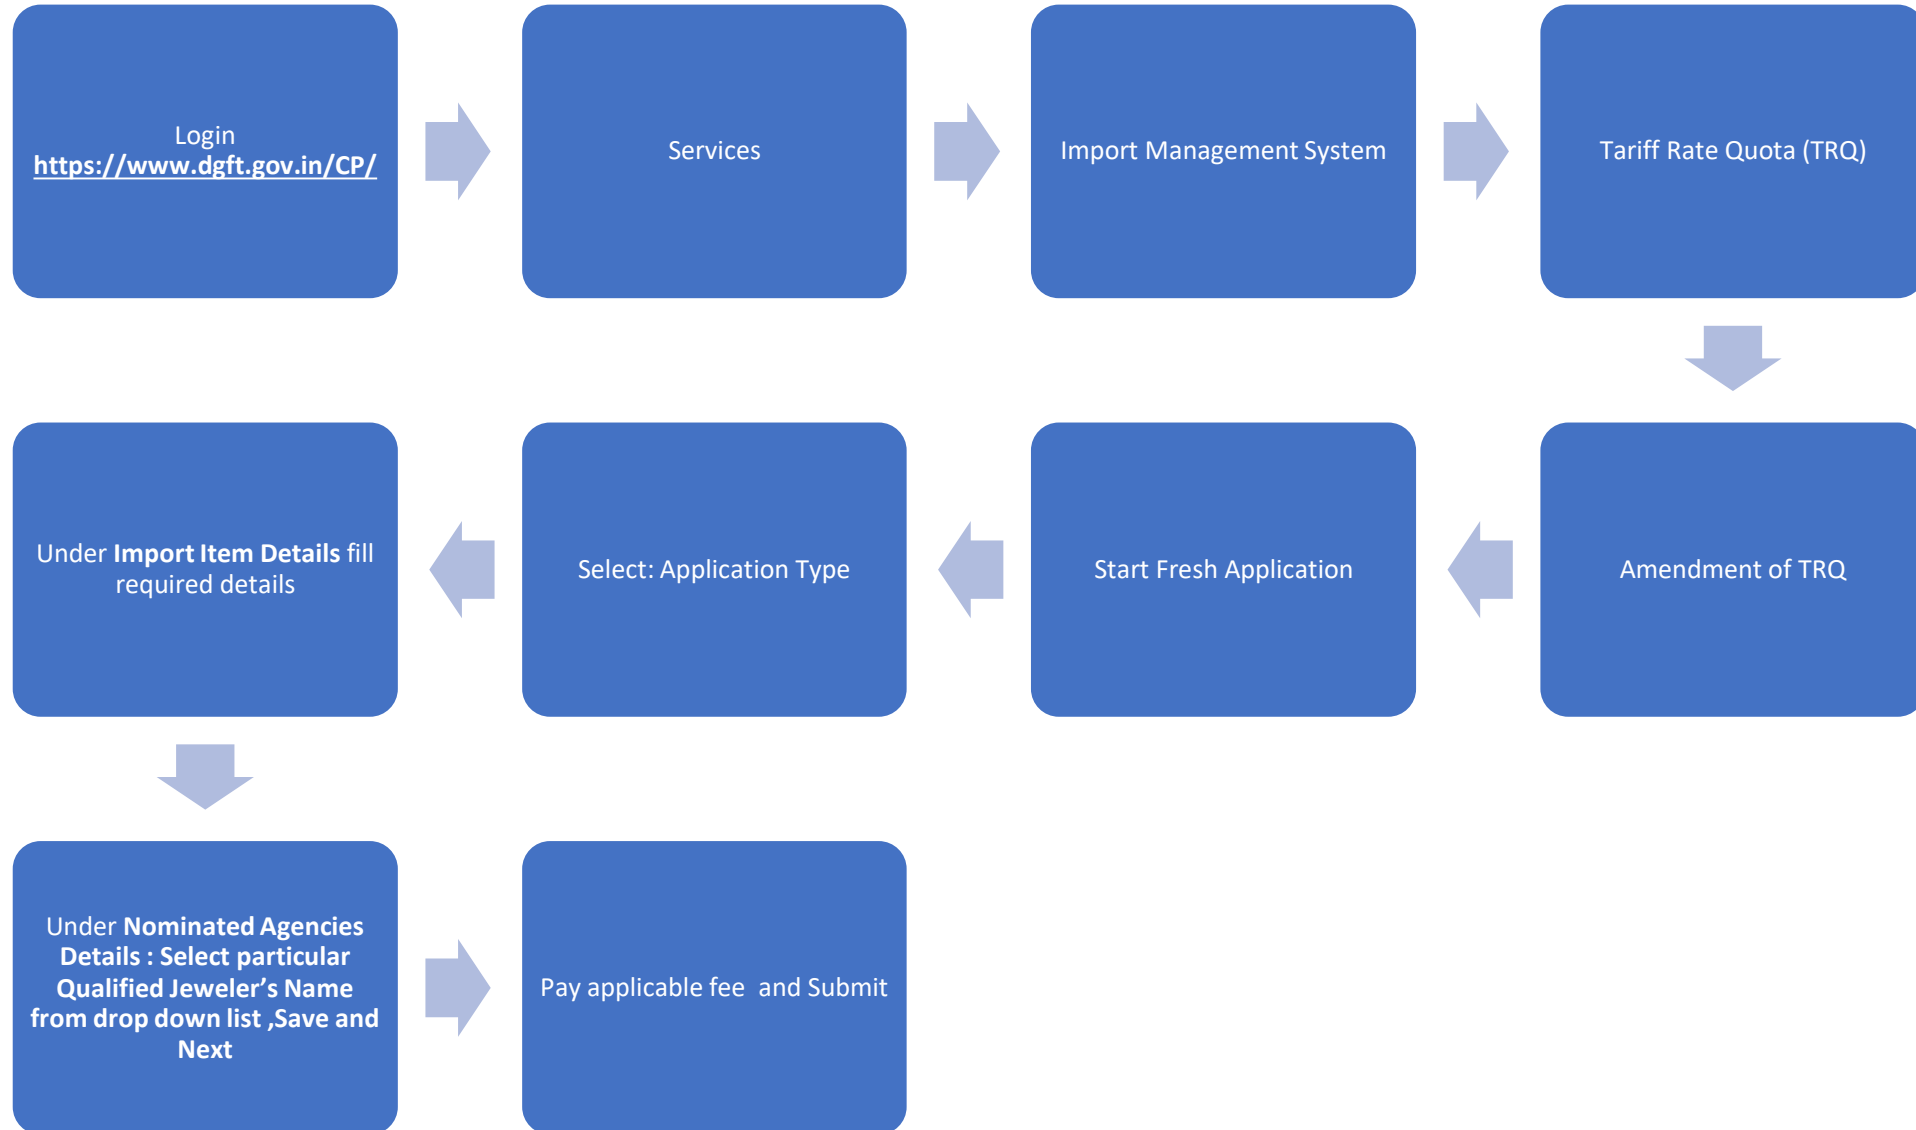 Login
https://www.dgft.gov.in/CP/
Services
Import Management System
Tariff Rate Quota (TRQ)
Amendment of TRQ
Start Fresh Application
Select: Application Type
Under Import Item Details fill
required details
Under Nominated Agencies
Details : Select particular
Qualified Jeweler’s Name
from drop down list ,Save and
Next
Pay applicable fee  and Submit